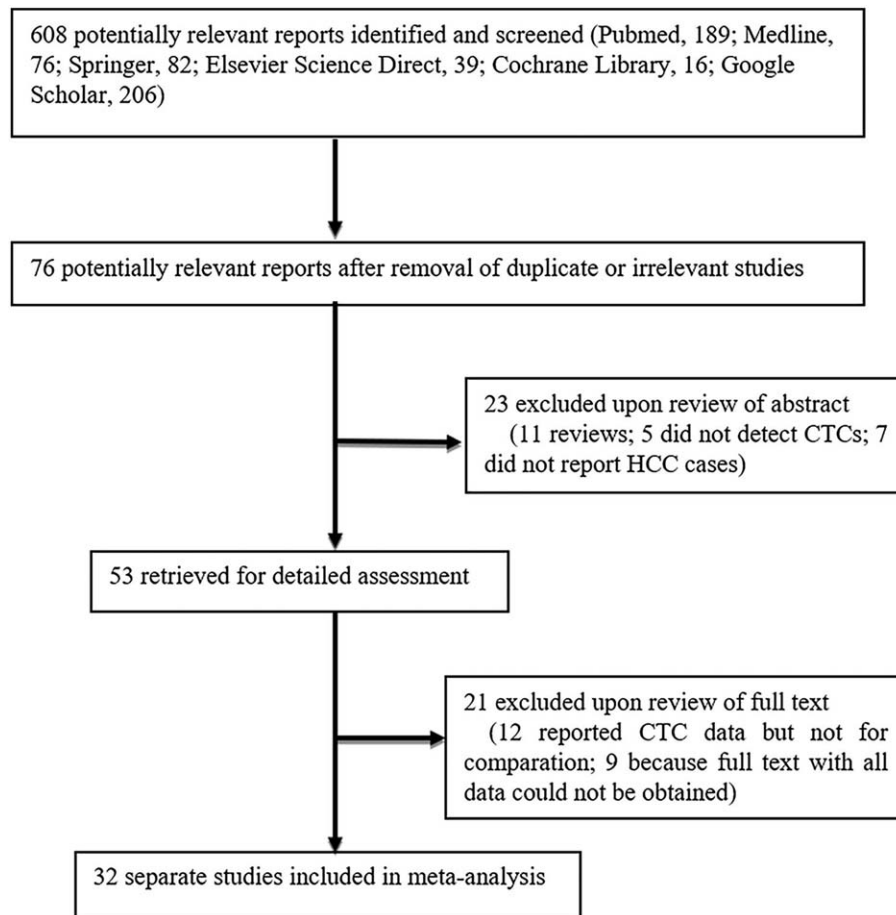 608 potentially relevant reports identified and screened (Pubmed, 189; Medline,
76; Springer, 82; Elsevier Science Direct, 39; Cochrane Library, 16; Google
Scholar, 206)
76 potentially relevant reports after removal of duplicate or irrelevant studies
23 excluded upon review of abstract
(11 reviews; 5 did not detect CTCs; 7
did not report HCC cases)
53 retrieved for detailed assessment
21 excluded upon review of full text
(12 reported CTC data but not for
comparation; 9 because full text with all
data could not be obtained)
32 separate studies included in meta-analysis